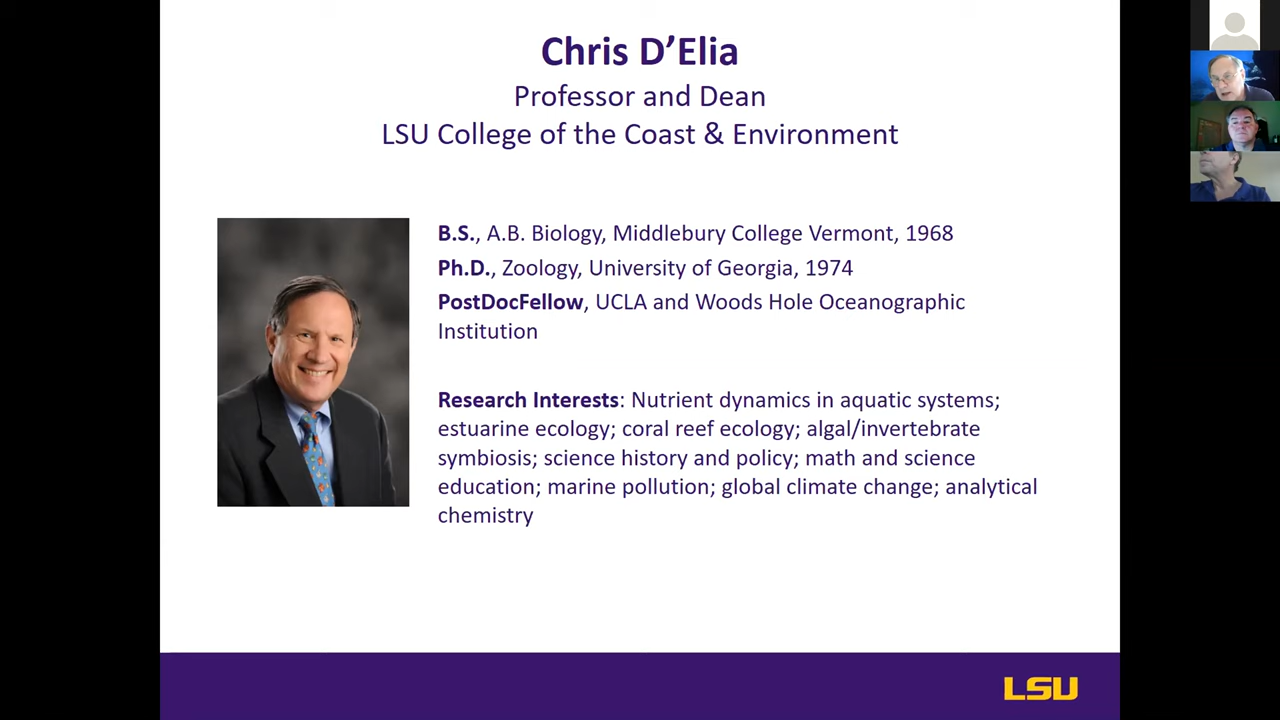 Chris D’Elia
Professor and Dean
LSU College of the Coast & Environment
B.S., A.B. Biology, Middlebury College Vermont, 1968
Ph.D., Zoology, University of Georgia, 1974
PostDocFellow, UCLA and Woods Hole Oceanographic
Institution
Research Interests: Nutrient dynamics in aquatic systems;
estuarine ecology; coral reef ecology; algal/invertebrate
symbiosis; science history and policy; math and science
education; marine pollution; global climate change; analytical
chemistry
LSU